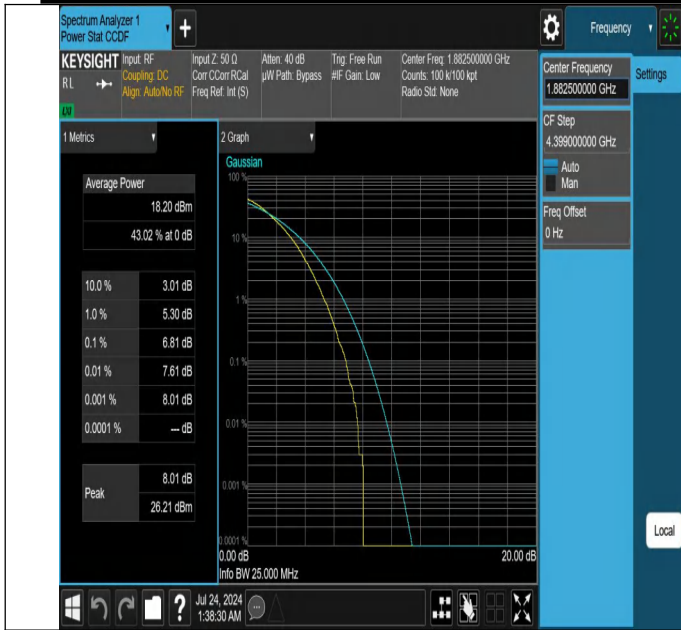 Spectrum Analyzer 1
Power Stat CCDF
Frequency
KEYSIGHT
RL
Input: RF
Coupling: DC
Align: Auto/No RF
Input Z: 50 Ω
Corr CCorr RCal
Freq Ref: Int (S)
Atten: 40 dB
µW Path: Bypass
Trig: Free Run
#IF Gain: Low
Center Freq: 1.882500000 GHz
Counts: 100 k/100 kpt
Radio Std: None
Center Frequency
1.882500000 GHz
Settings
CF Step
4.399000000 GHz
Auto
Man
Freq Offset
0 Hz
Local
1 Metrics
Average Power
18.20 dBm
43.02 % at 0 dB
10.0 % 3.01 dB
1.0 % 5.30 dB
0.1 % 6.81 dB
0.01 % 7.61 dB
0.001 % 8.01 dB
0.0001 % --- dB
Peak
8.01 dB
26.21 dBm
2 Graph
Gaussian
100 %
10 %
1 %
0.1 %
0.01 %
0.001 %
0.0001 %
0.00 dB 20.00 dB
Info BW 25.000 MHz
?
Jul 24, 2024
1:38:30 AM